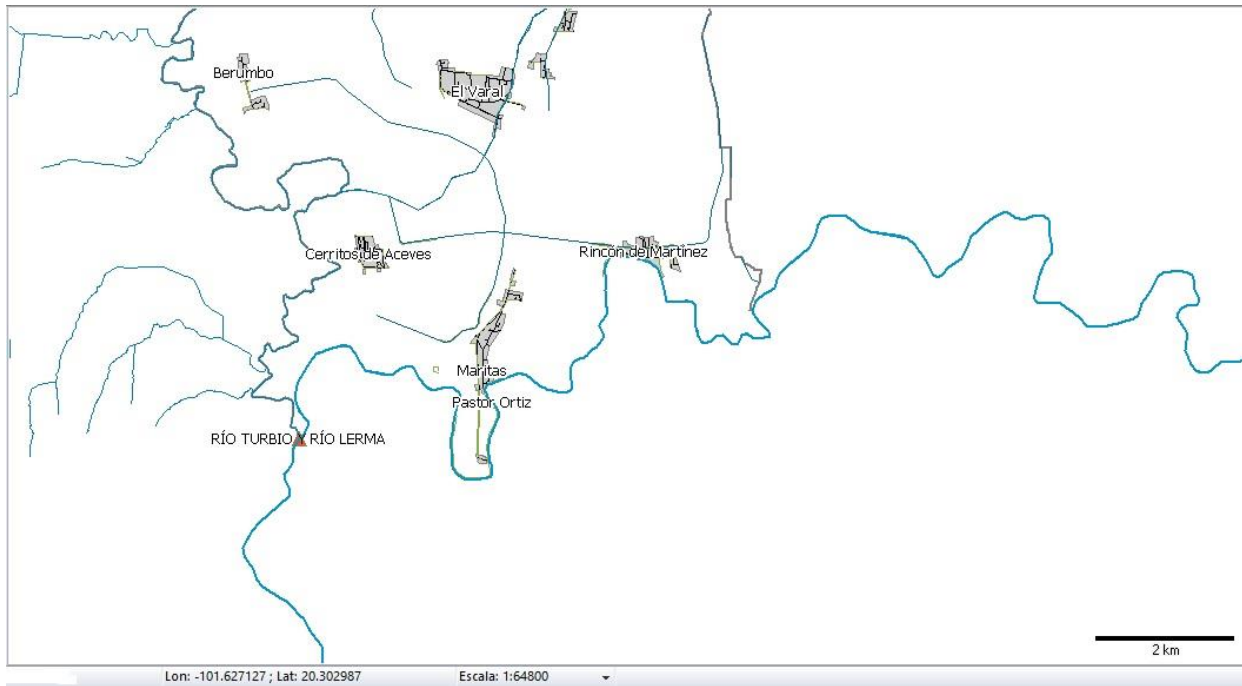 Berumbo
El Varal
Cerritos de Aceves
Rincon de Martinez
Maritas
Pastor Ortiz
RÍO TURBIO Y RÍO LERMA
2 km
Lon: -101.627127 ; Lat: 20.302987
Escala: 1:64800